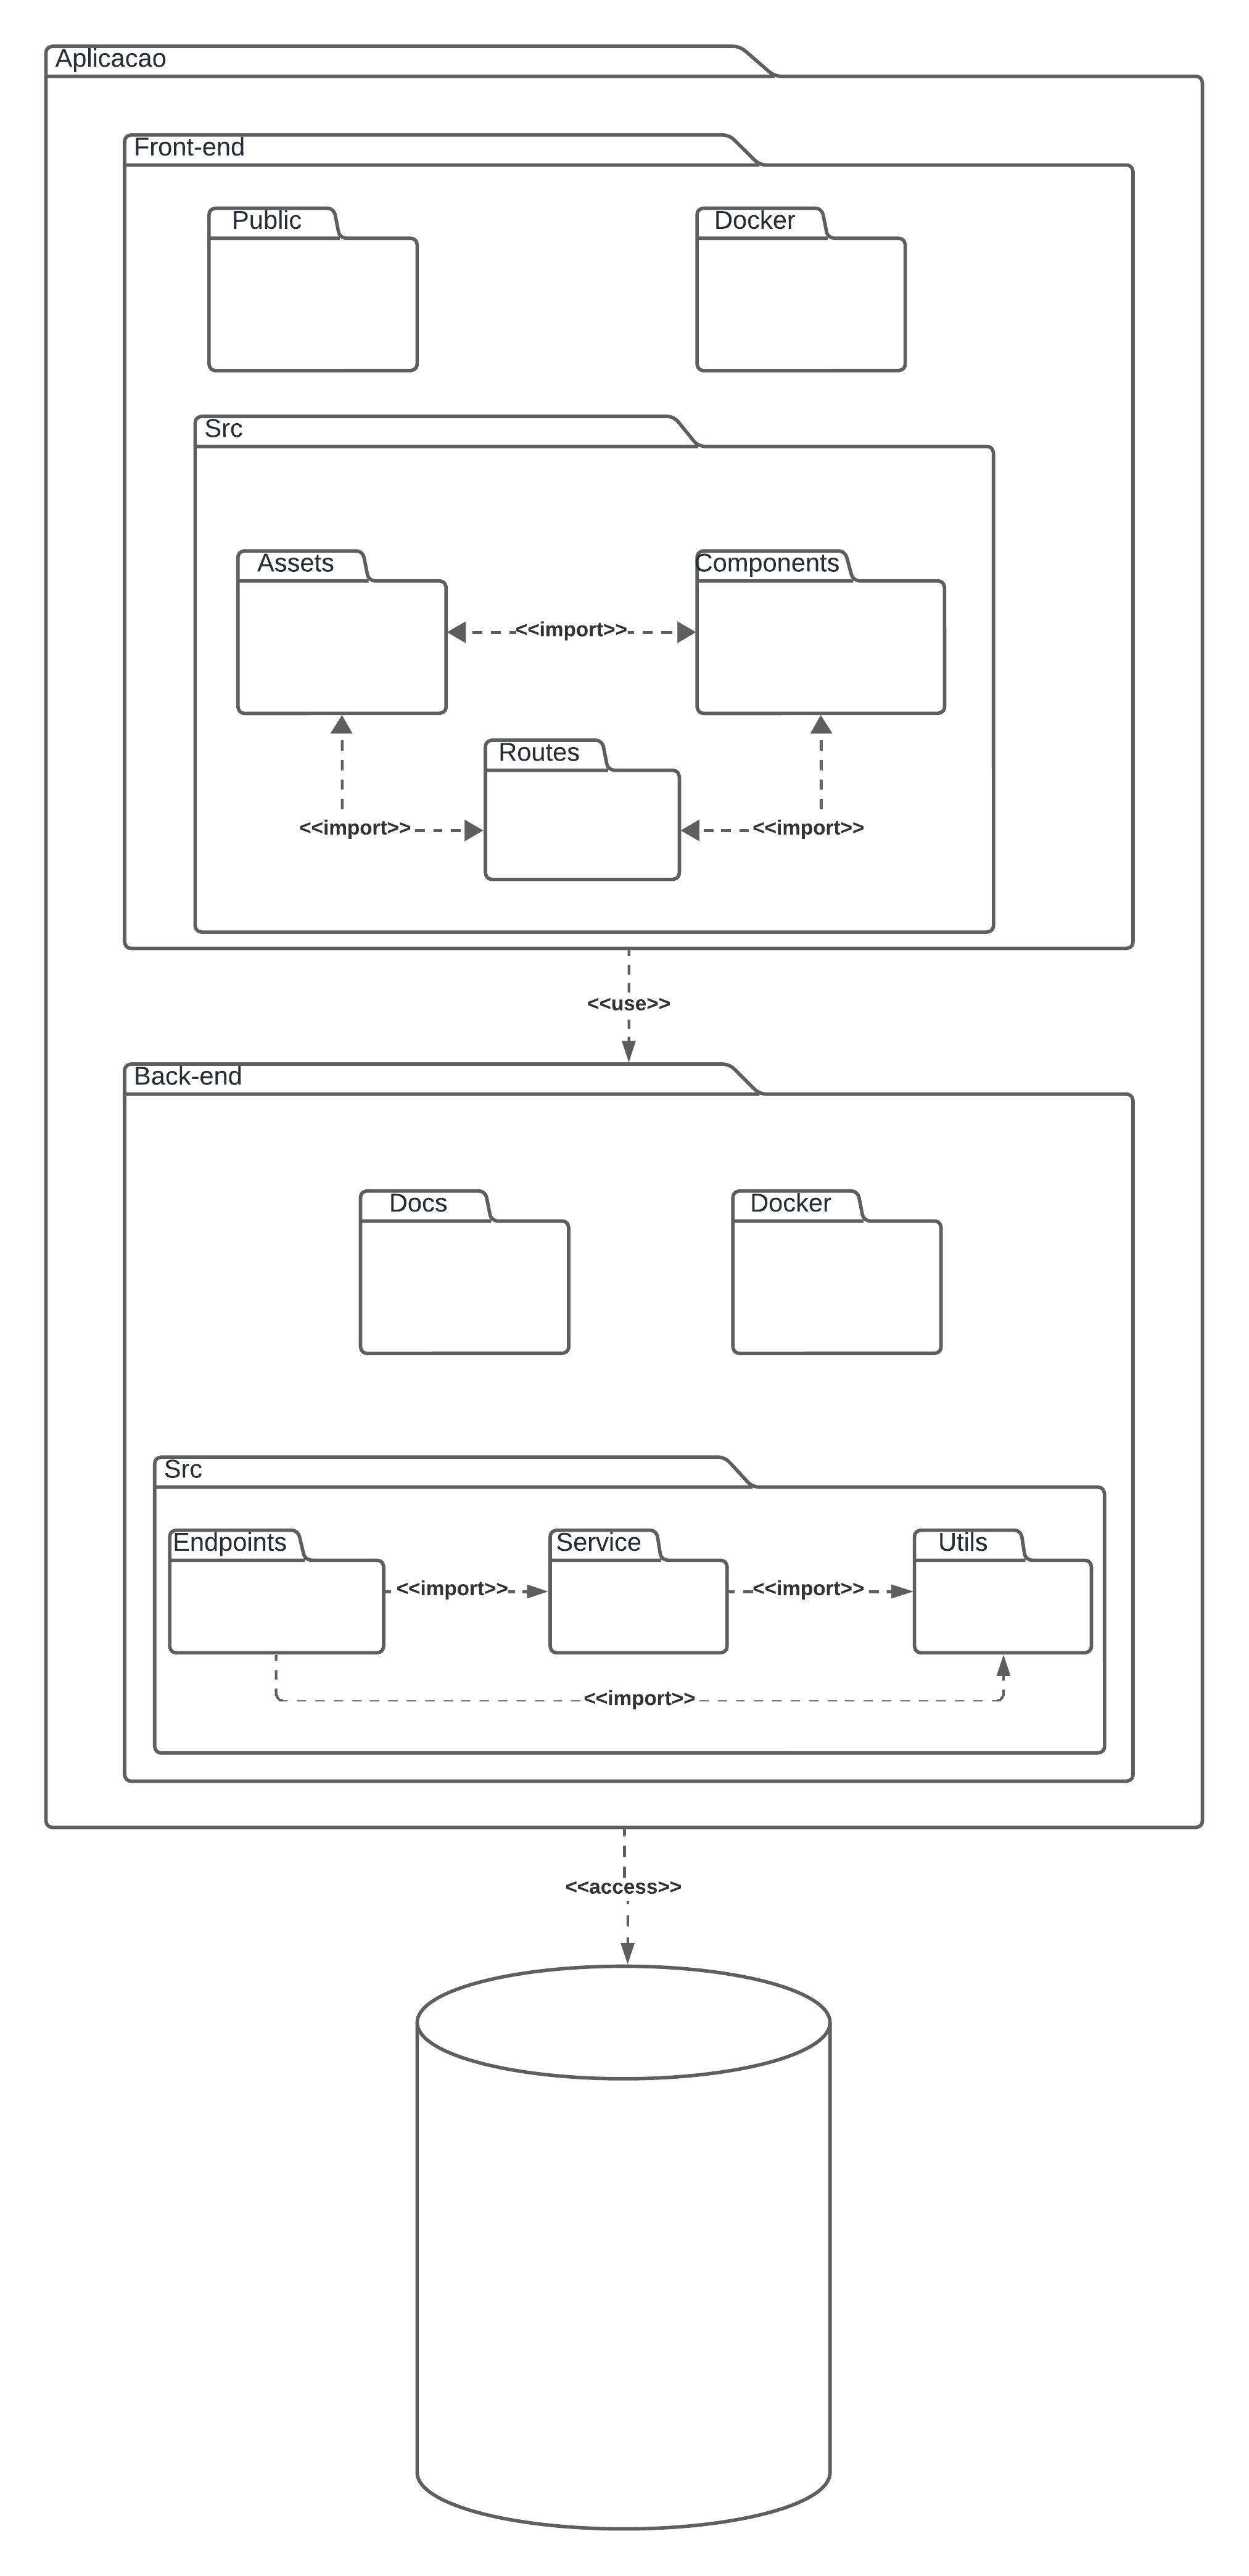 Aplicacao
Front-end
Public
Docker
Src
Assets
Components
<<import>>
Routes
<<import>>
<<import>>
<<use>>
Back-end
Docs
Docker
Src
Endpoints
Service
Utils
<<import>>
<<import>>
<<import>>
<<access>>